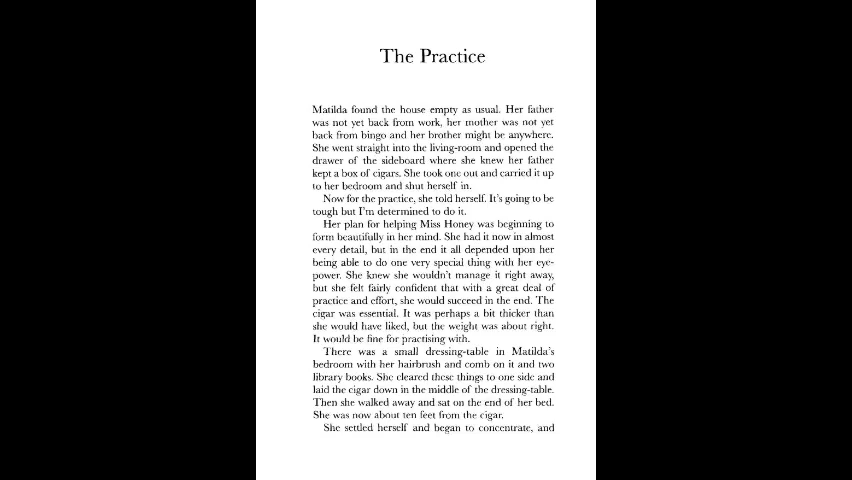 The Practice
Matilda found the house empty as usual. Her father
was not yet back from work, her mother was not yet
back from bingo and her brother might be anywhere.
She went straight into the living-room and opened the
drawer of the sideboard where she knew her father
kept a box of cigars. She took one out and carried it up
to her bedroom and shut herself in.
Now for the practice, she told herself. It's going to be
tough but I'm determined to do it.
Her plan for helping Miss Honey was beginning to
form beautifully in her mind. She had it now in almost
every detail, but in the end it all depended upon her
being able to do one very special thing with her eye-
power. She knew she wouldn't manage it right away,
but she felt fairly confident that with a great deal of
practice and effort, she would succeed in the end. The
cigar was essential. It was perhaps a bit thicker than
she would have liked, but the weight was about right.
It would be fine for practising with.
There was a small dressing-table in Matilda's
bedroom with her hairbrush and comb on it and two
library books. She cleared these things to one side and
laid the cigar down in the middle of the dressing-table.
Then she walked away and sat on the end of her bed.
She was now about ten feet from the cigar.
She settled herself and began to concentrate, and